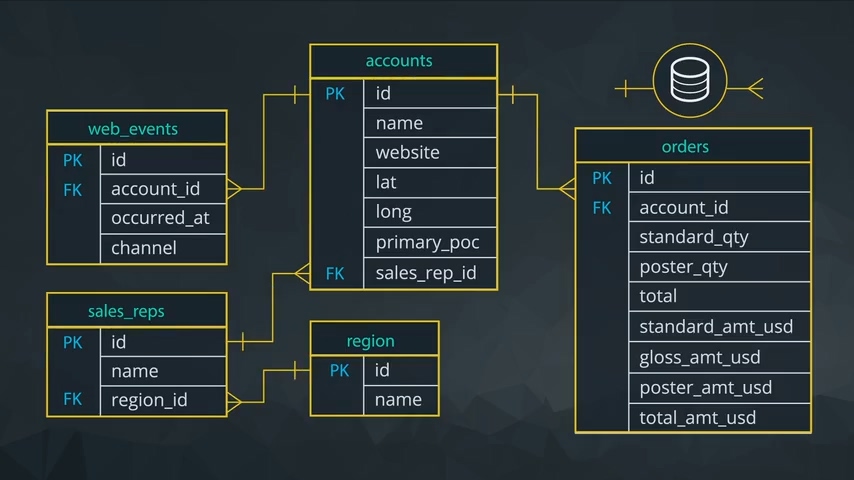 accounts
PK id
name
website
lat
long
primary_poc
FK sales_rep_id
web_events
PK id
FK account_id
occurred_at
channel
sales_reps
PK id
name
FK region_id
region
PK id
name
orders
PK id
FK account_id
standard_qty
poster_qty
total
standard_amt_usd
gloss_amt_usd
poster_amt_usd
total_amt_usd